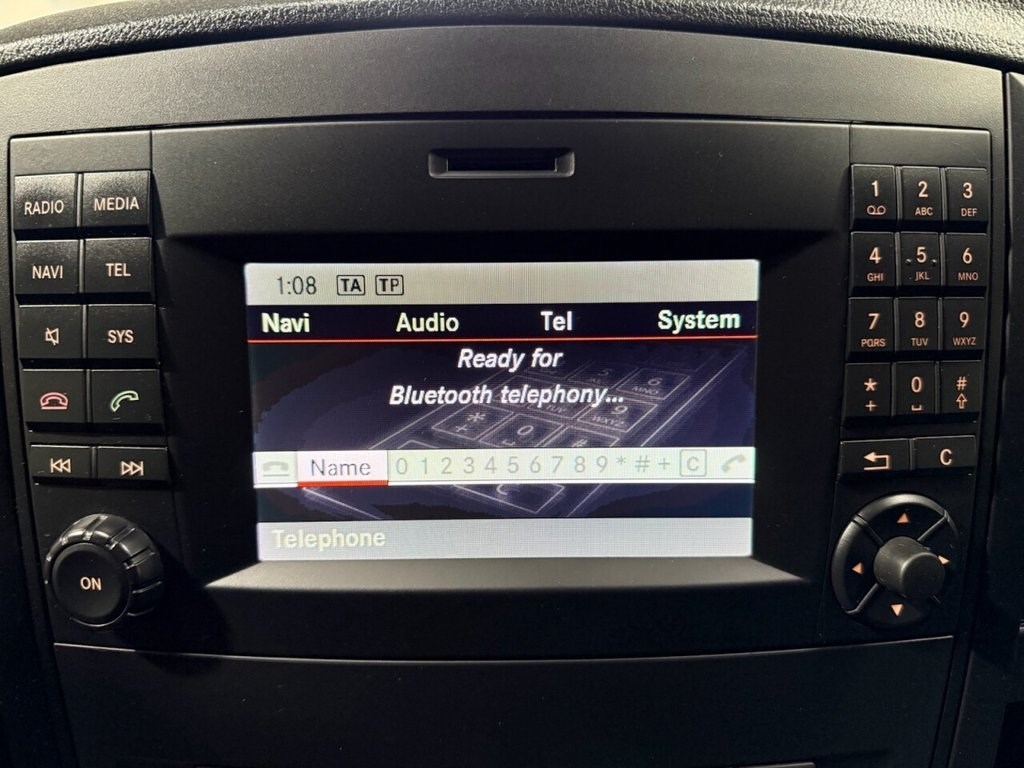 RADIO MEDIA
NAVI TEL
SYS
ON
1:08 TA TP
Navi Audio Tel System
Ready for
Bluetooth telephony...
Name 0 1 2 3 4 5 6 7 8 9 * # + C
Telephone
1 2 3
ABC DEF
4 5 6
GHI JKL MNO
7 8 9
PQRS TUV WXYZ
* 0 #
+
C